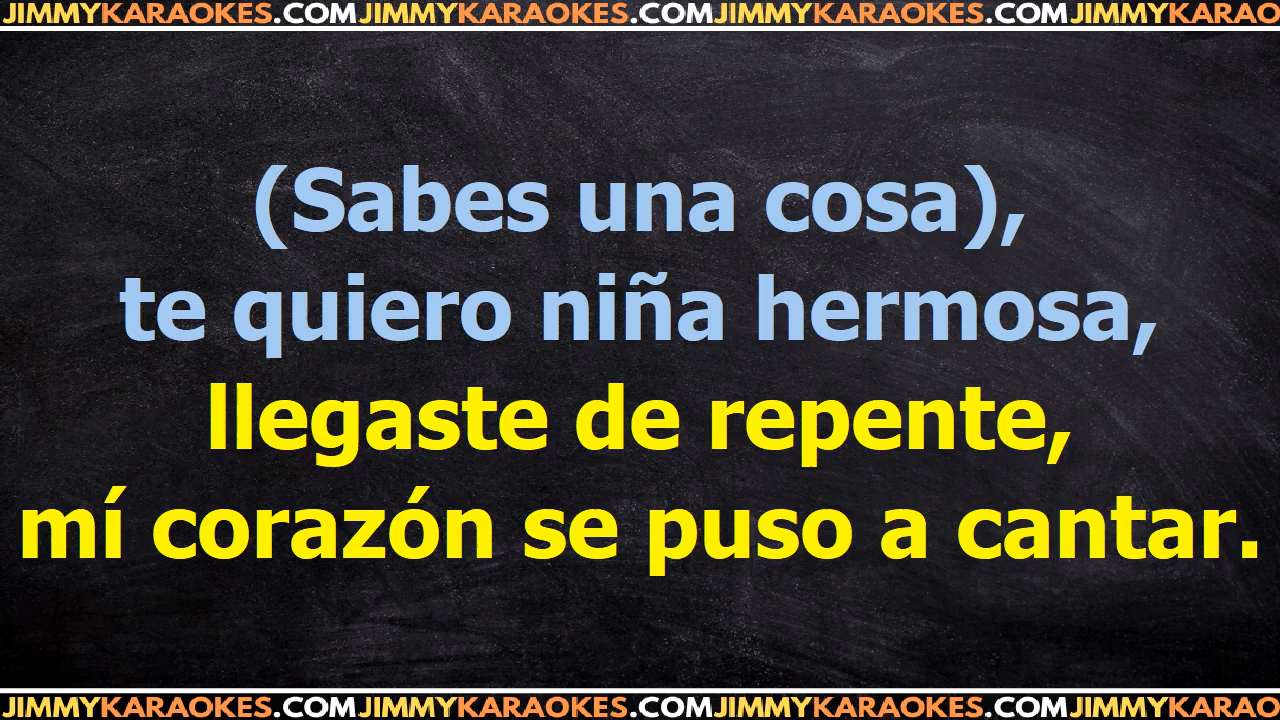 JIMMYKARAOKES.COMJIMMYKARAOKES.COMJIMMYKARAOKES.COMJIMMYKARAO
(Sabes una cosa),
te quiero niña hermosa,
llegaste de repente,
mí corazón se puso a cantar.
JIMMYKARAOKES.COMJIMMYKARAOKES.COMJIMMYKARAOKES.COMJIMMYKARAO